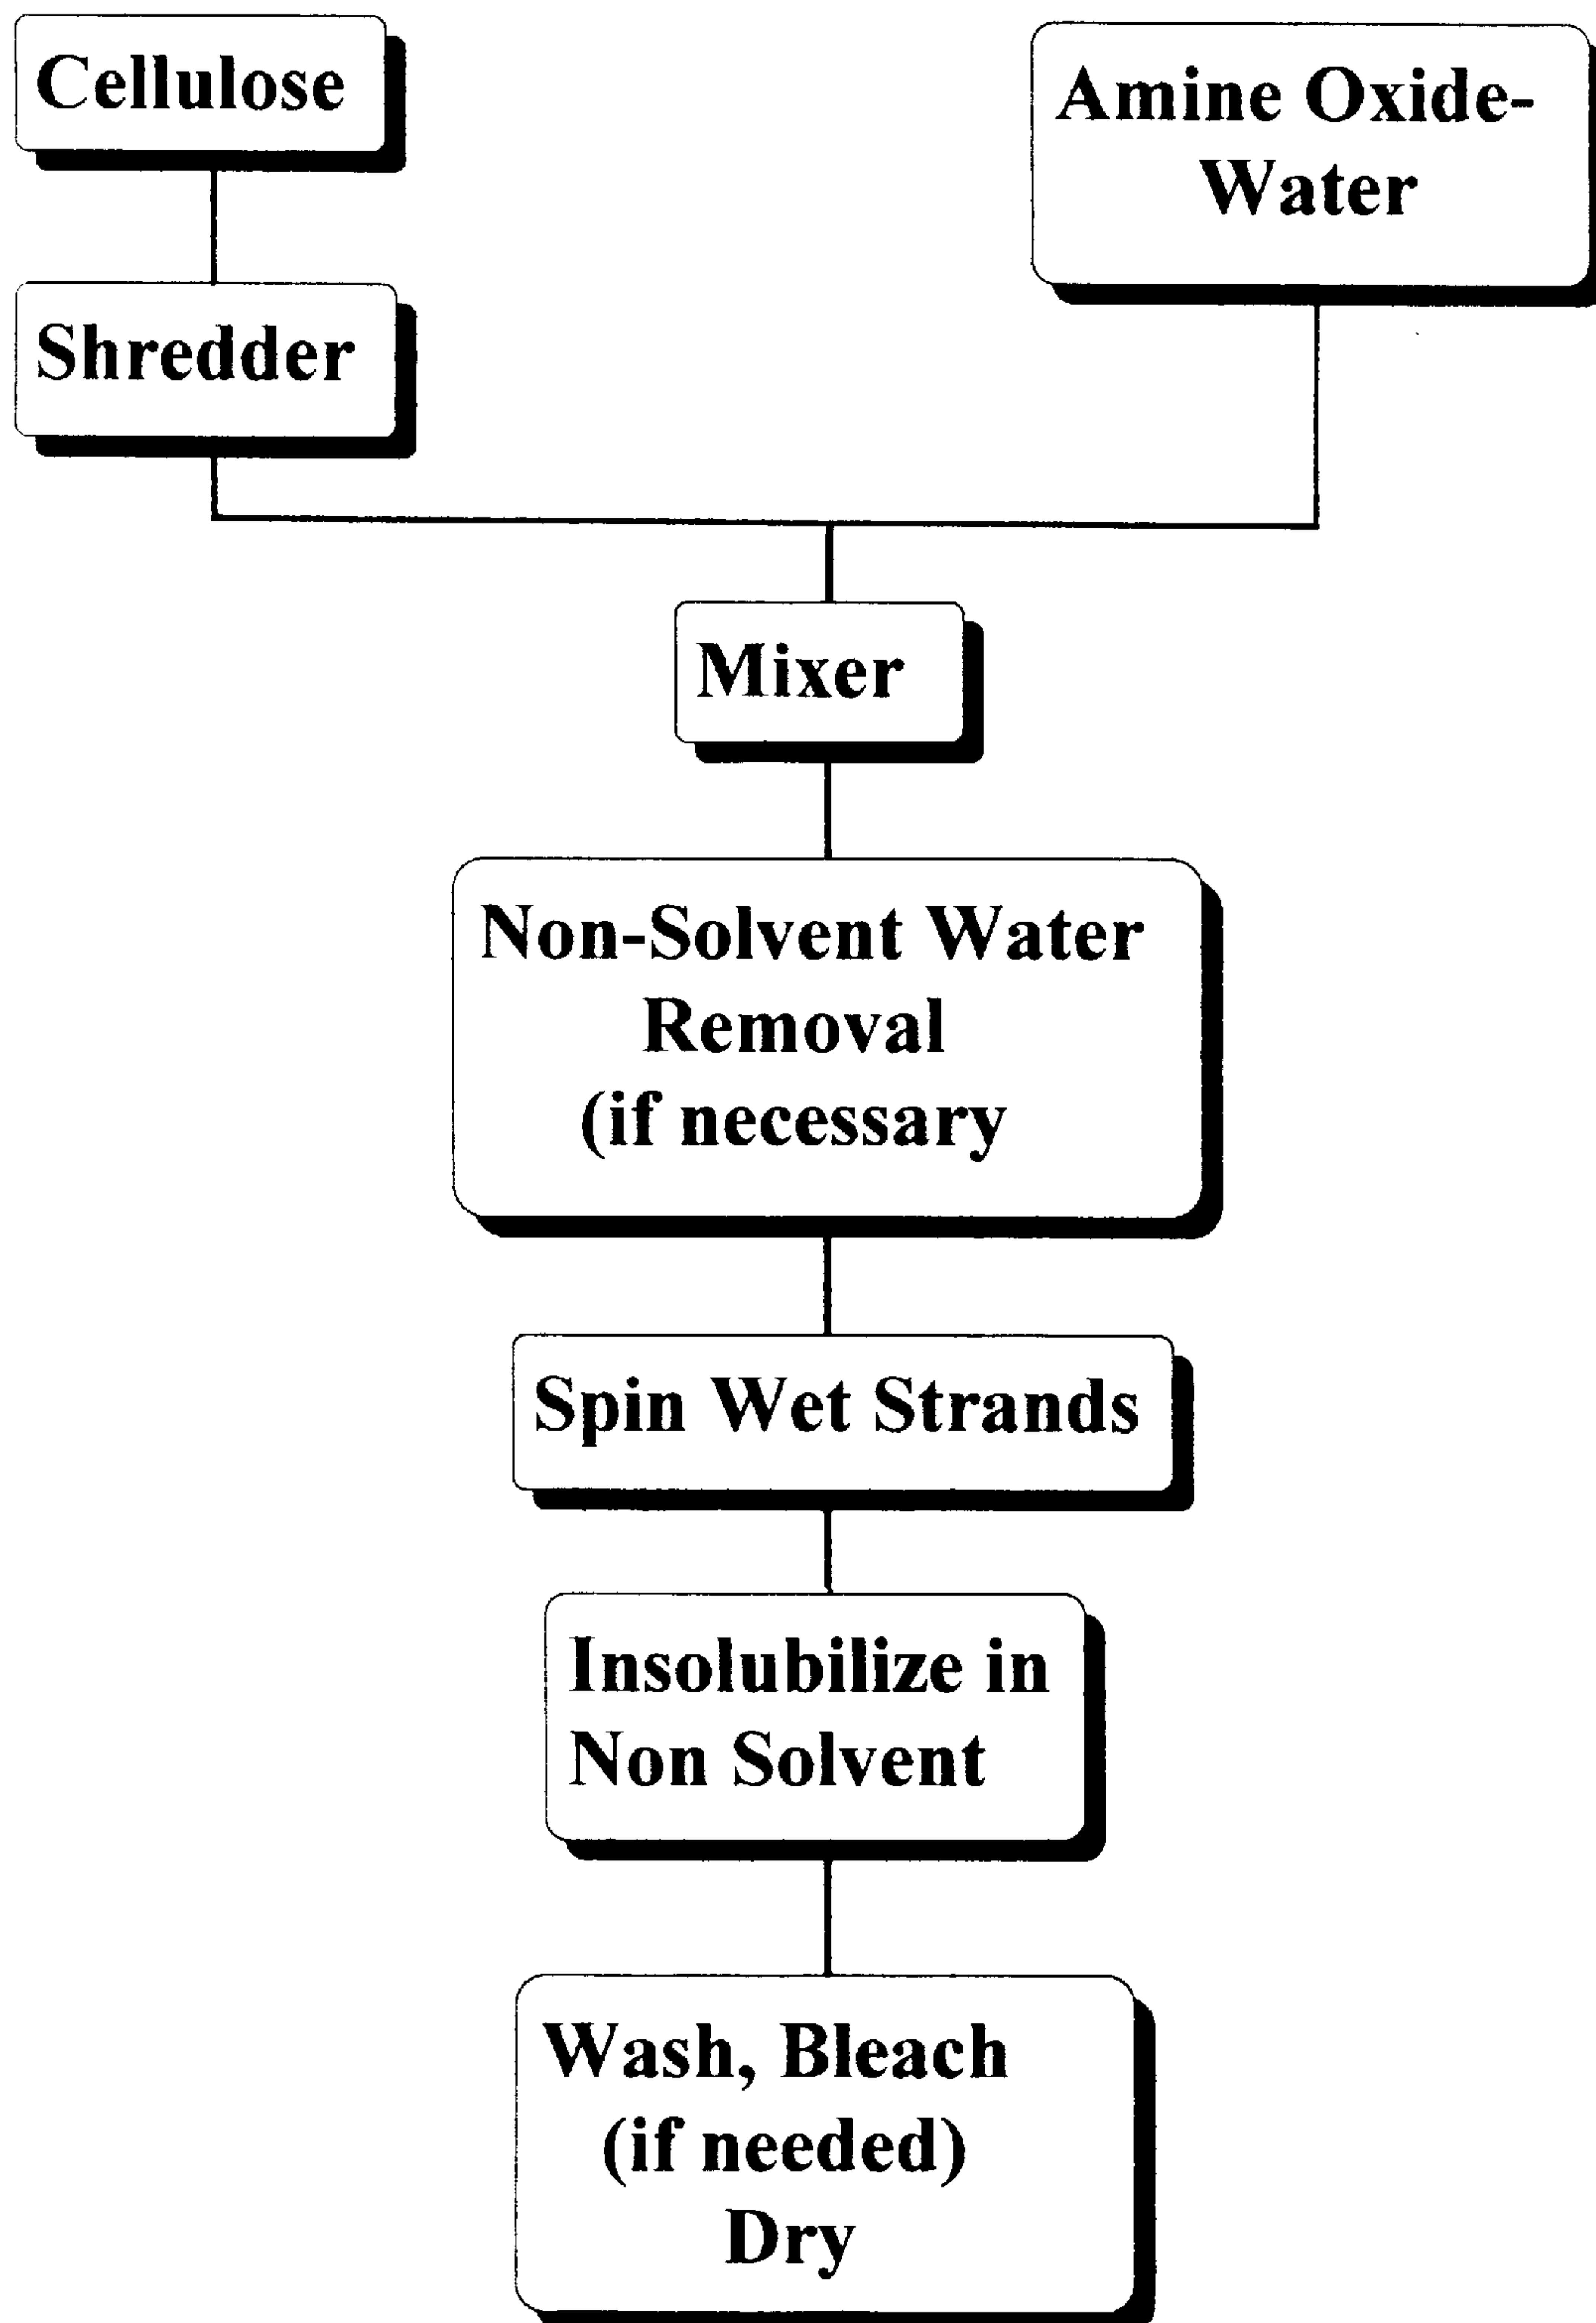 Cellulose
Amine Oxide-
Water
Shredder
Mixer
Non-Solvent Water
Removal
(if necessary
Spin Wet Strands
Insolubilize in
Non Solvent
Wash, Bleach
(if needed)
Dry